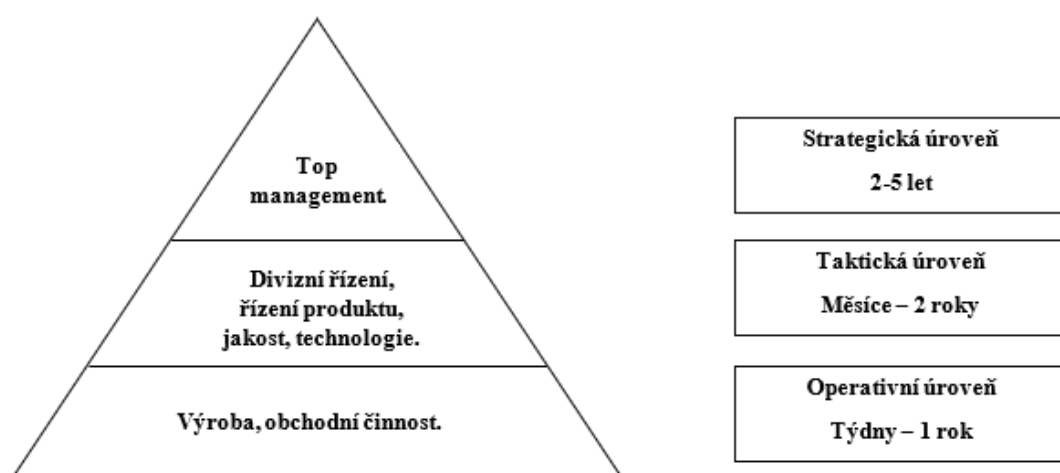 Top
management.
Strategická úroveň
2-5 let
Divizní řízení,
řízení produktu,
jakost, technologie.
Taktická úroveň
Měsíce – 2 roky
Výroba, obchodní činnost.
Operativní úroveň
Týdny – 1 rok